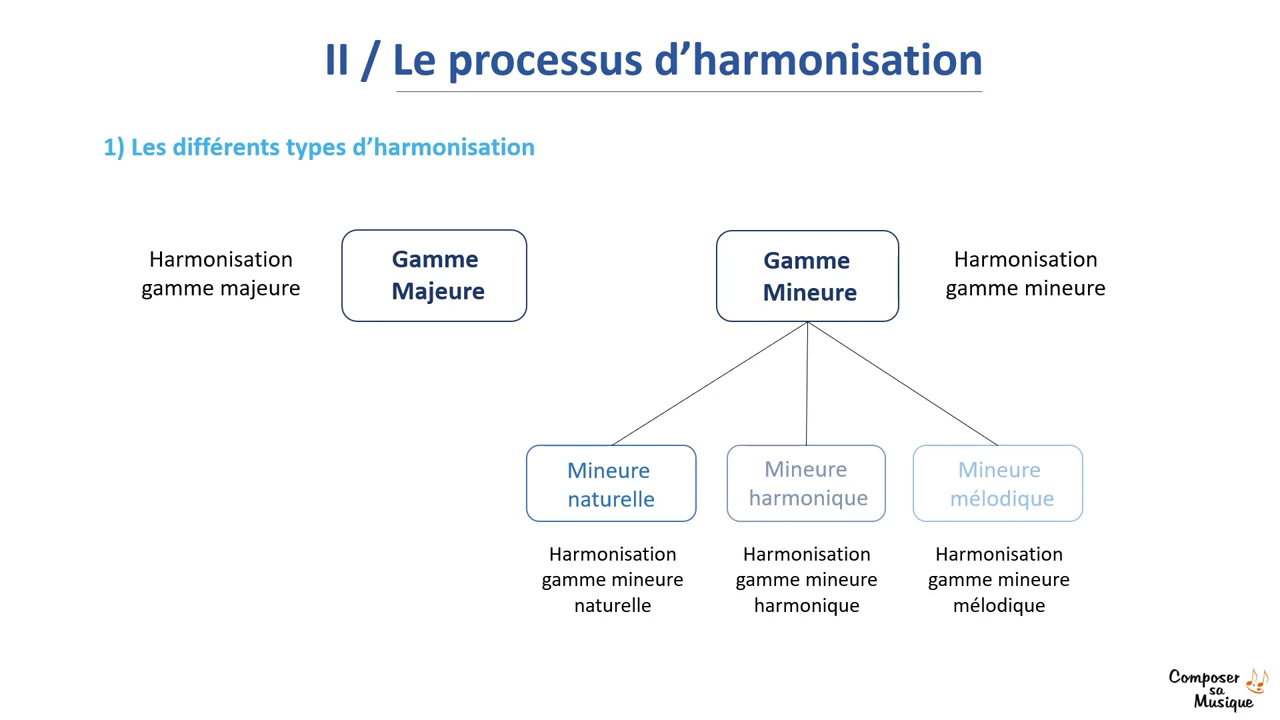 II / Le processus d’harmonisation
1) Les différents types d’harmonisation
Harmonisation
gamme majeure
Gamme
Majeure
Gamme
Mineure
Harmonisation
gamme mineure
Mineure
naturelle
Mineure
harmonique
Mineure
mélodique
Harmonisation
gamme mineure
naturelle
Harmonisation
gamme mineure
harmonique
Harmonisation
gamme mineure
mélodique
Composer
sa
Musique